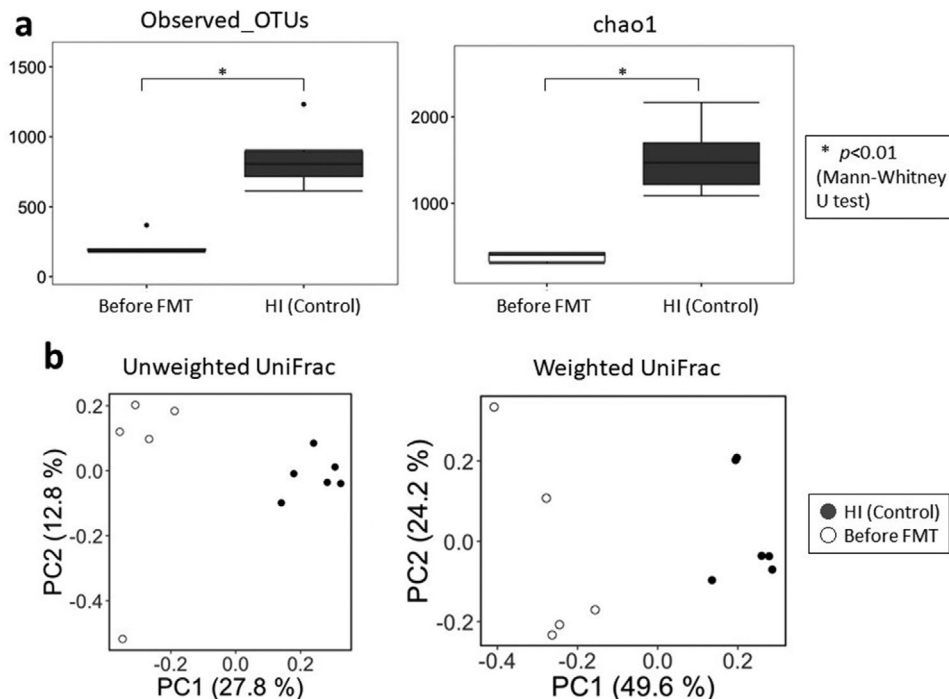 a
Observed_OTUs
chao1
1500
1000
500
0
*
Before FMT
HI (Control)
2000
1000
*
Before FMT
HI (Control)
* p<0.01
(Mann-Whitney
U test)
b
Unweighted UniFrac
Weighted UniFrac
PC2 (12.8 %)
0.2
0.0
-0.2
-0.4
-0.2
0.0
0.2
PC1 (27.8 %)
PC2 (24.2 %)
0.2
0.0
-0.2
-0.4
-0.2
0.0
0.2
PC1 (49.6 %)
HI (Control)
Before FMT